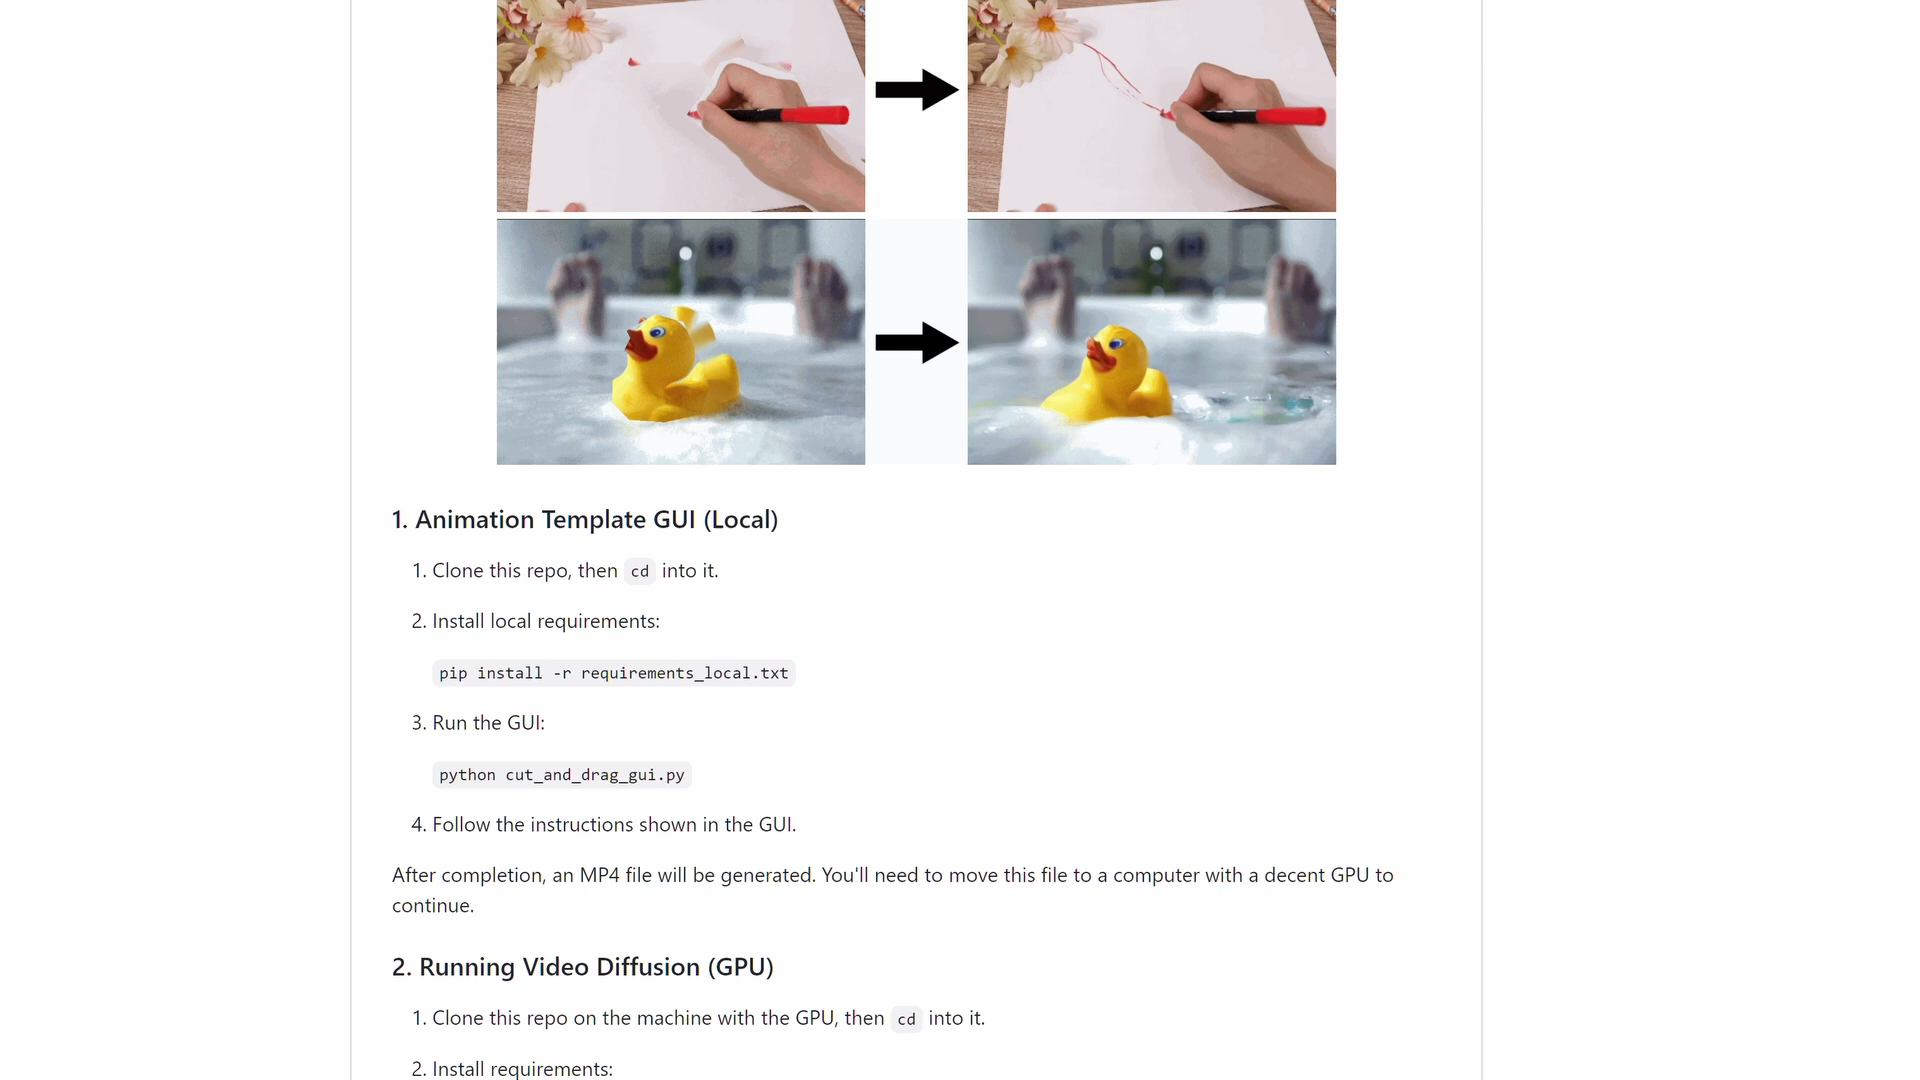 1. Animation Template GUI (Local)
1. Clone this repo, then cd into it.
2. Install local requirements:
pip install -r requirements_local.txt
3. Run the GUI:
python cut_and_drag_gui.py
4. Follow the instructions shown in the GUI.
After completion, an MP4 file will be generated. You'll need to move this file to a computer with a decent GPU to
continue.
2. Running Video Diffusion (GPU)
1. Clone this repo on the machine with the GPU, then cd into it.
2. Install requirements: